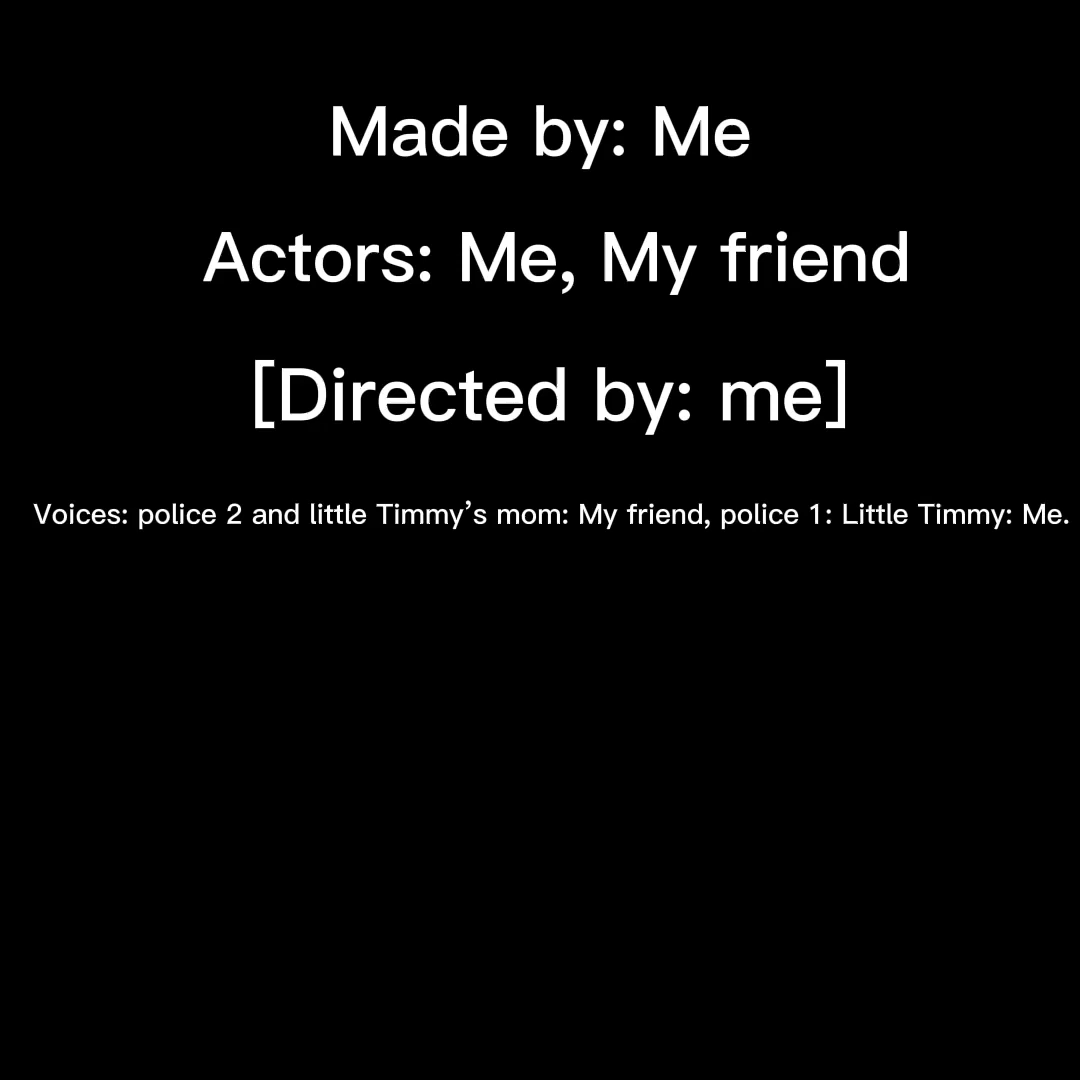 Made by: Me
Actors: Me, My friend
[Directed by: me]
Voices: police 2 and little Timmy’s mom: My friend, police 1: Little Timmy: Me.